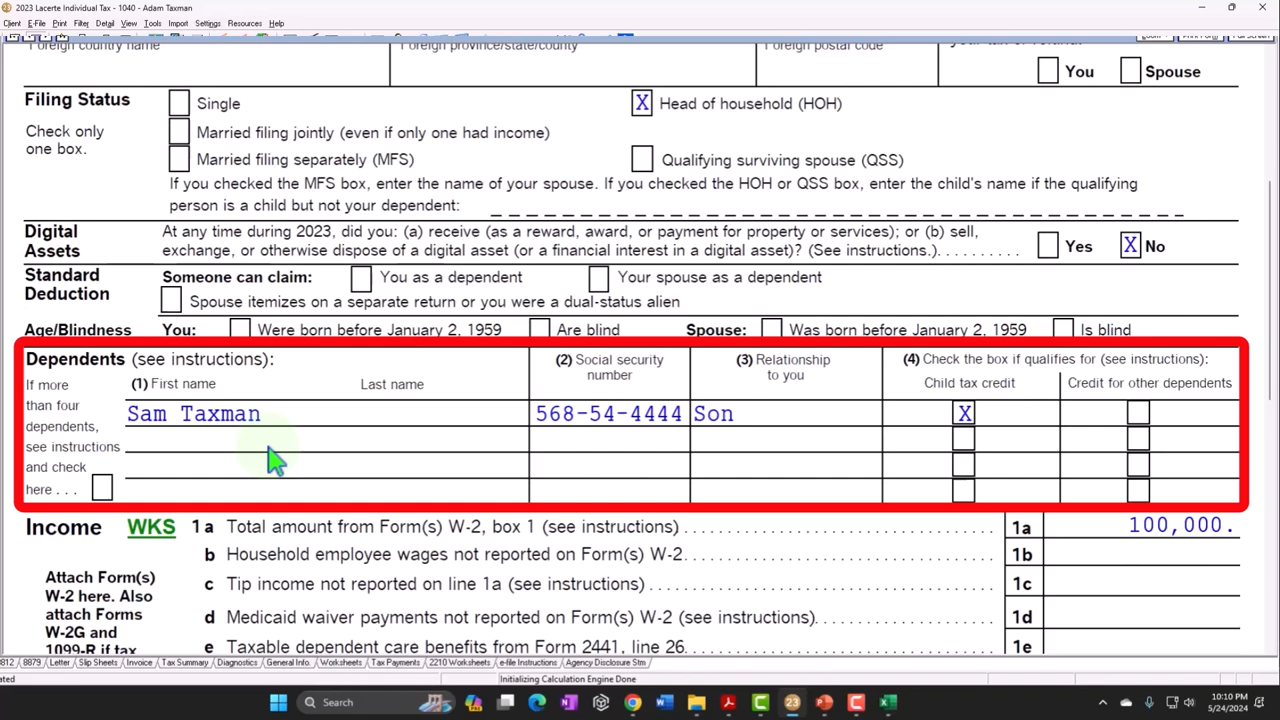 2023 Lacerte Individual Tax - 1040 - Adam Taxman
Client E-File Print Filter Detail View Tools Import Settings Resources Help
Foreign country name Foreign province/state/county Foreign postal code your tax or refund.
You Spouse
Filing Status Single X Head of household (HOH)
Check only one box.
Married filing jointly (even if only one had income)
Married filing separately (MFS) Qualifying surviving spouse (QSS)
If you checked the MFS box, enter the name of your spouse. If you checked the HOH or QSS box, enter the child's name if the qualifying
person is a child but not your dependent:
Digital Assets
At any time during 2023, did you: (a) receive (as a reward, award, or payment for property or services); or (b) sell,
exchange, or otherwise dispose of a digital asset (or a financial interest in a digital asset)? (See instructions.) Yes X No
Standard Deduction
Someone can claim: You as a dependent Your spouse as a dependent
Spouse itemizes on a separate return or you were a dual-status alien
Age/Blindness You: Were born before January 2, 1959 Are blind Spouse: Was born before January 2, 1959 Is blind
Dependents (see instructions): (2) Social security number (3) Relationship to you (4) Check the box if qualifies for (see instructions):
If more than four dependents, see instructions and check here . . .
(1) First name Last name Child tax credit Credit for other dependents
Sam Taxman 568-54-4444 Son X
Income WKS 1a Total amount from Form(s) W-2, box 1 (see instructions) 1a 100,000.
b Household employee wages not reported on Form(s) W-2 1b
c Tip income not reported on line 1a (see instructions) 1c
d Medicaid waiver payments not reported on Form(s) W-2 (see instructions) 1d
e Taxable dependent care benefits from Form 2441, line 26 1e
Attach Form(s)
W-2 here. Also
attach Forms
W-2G and
1099-R if tax
812 8879 Letter Slip Sheets Invoice Tax Summary Diagnostics General Info. Worksheets Tax Payments 2210 Worksheets e-file Instructions Agency Disclosure Stm
ated Initializing Calculation Engine Done
Search 23 10:10 PM
5/24/2024